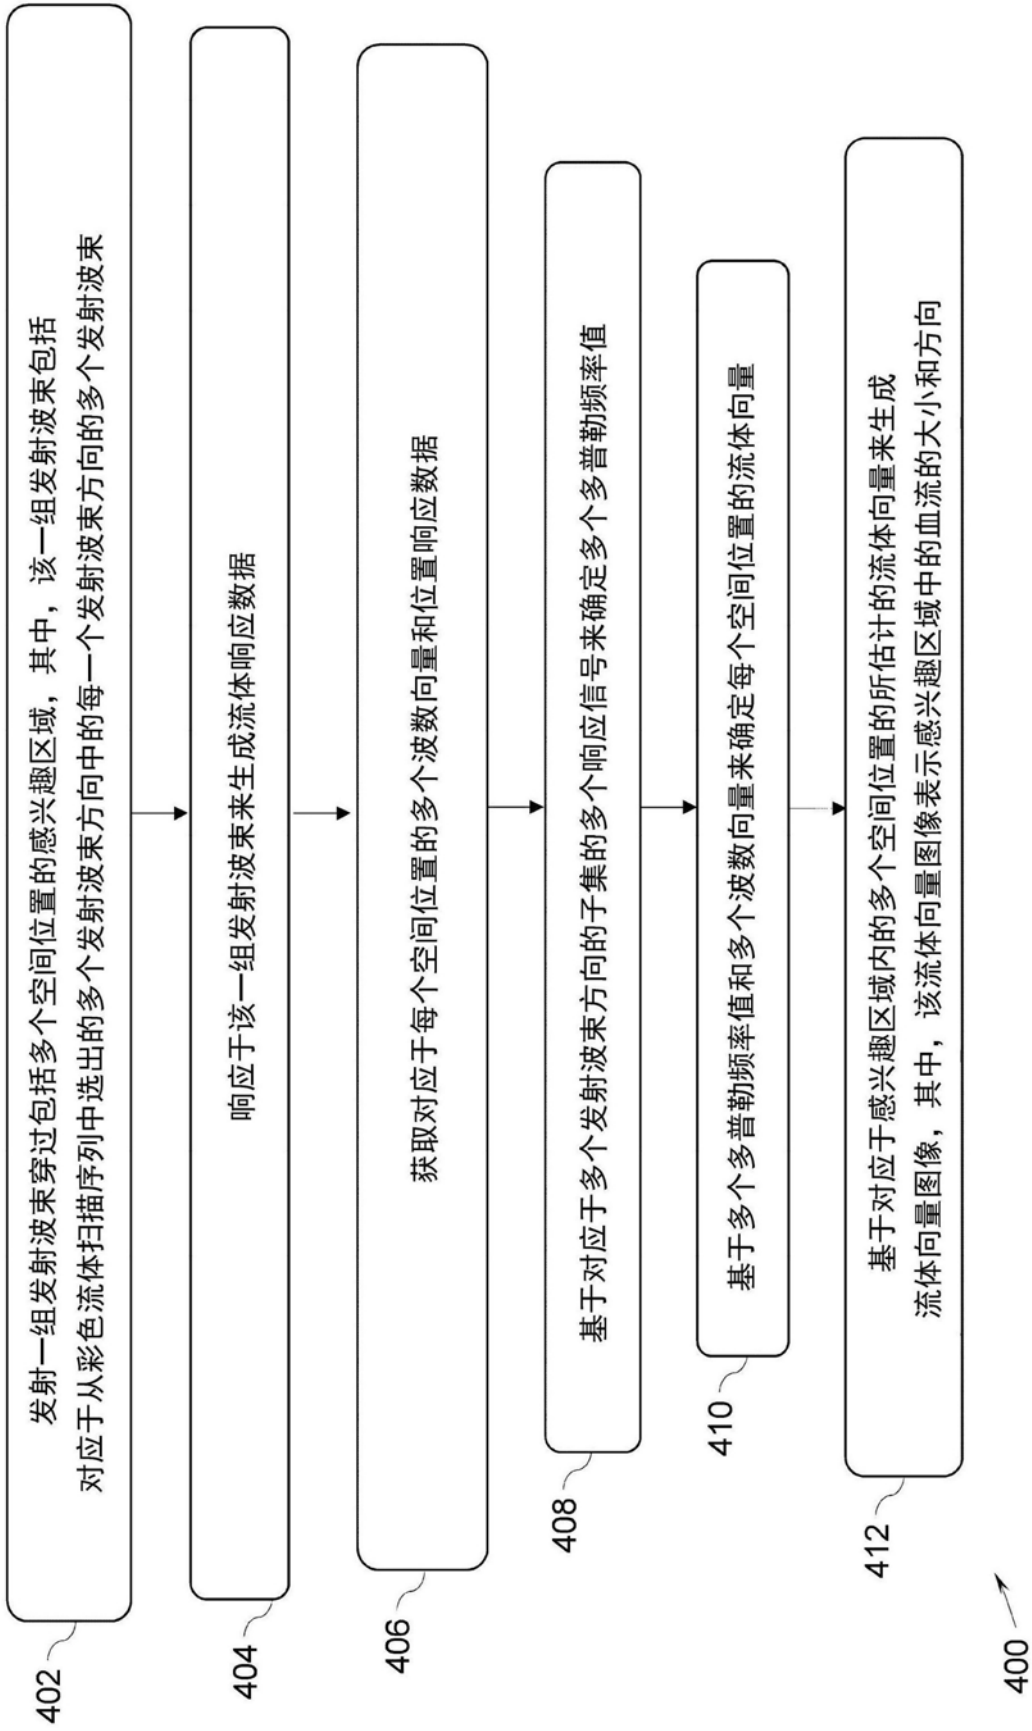 发射一组发射波束穿过包括多个空间位置的感兴趣区域，其中，该一组发射波束包括
对应于从彩色流体扫描序列中选出的多个发射波束方向中的每一个发射波束方向的多个发射波束
402
响应于该一组发射波束来生成流体响应数据
404
获取对应于每个空间位置的多个波数向量和位置响应数据
406
基于对应于多个发射波束方向的子集的多个响应信号来确定多个多普勒频率值
408
基于多个多普勒频率值和多个波数向量来确定每个空间位置的流体向量
410
基于对应于感兴趣区域内的多个空间位置的所估计的流体向量来生成
流体向量图像，其中，该流体向量图像表示感兴趣区域中的血流的大小和方向
412
400